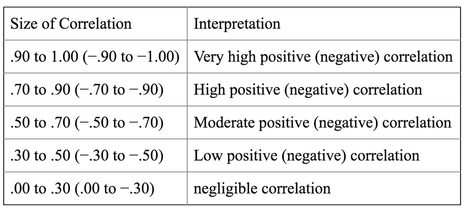 Size of Correlation Interpretation
.90 to 1.00 (−.90 to −1.00) Very high positive (negative) correlation
.70 to .90 (−.70 to −.90) High positive (negative) correlation
.50 to .70 (−.50 to −.70) Moderate positive (negative) correlation
.30 to .50 (−.30 to −.50) Low positive (negative) correlation
.00 to .30 (.00 to −.30) negligible correlation